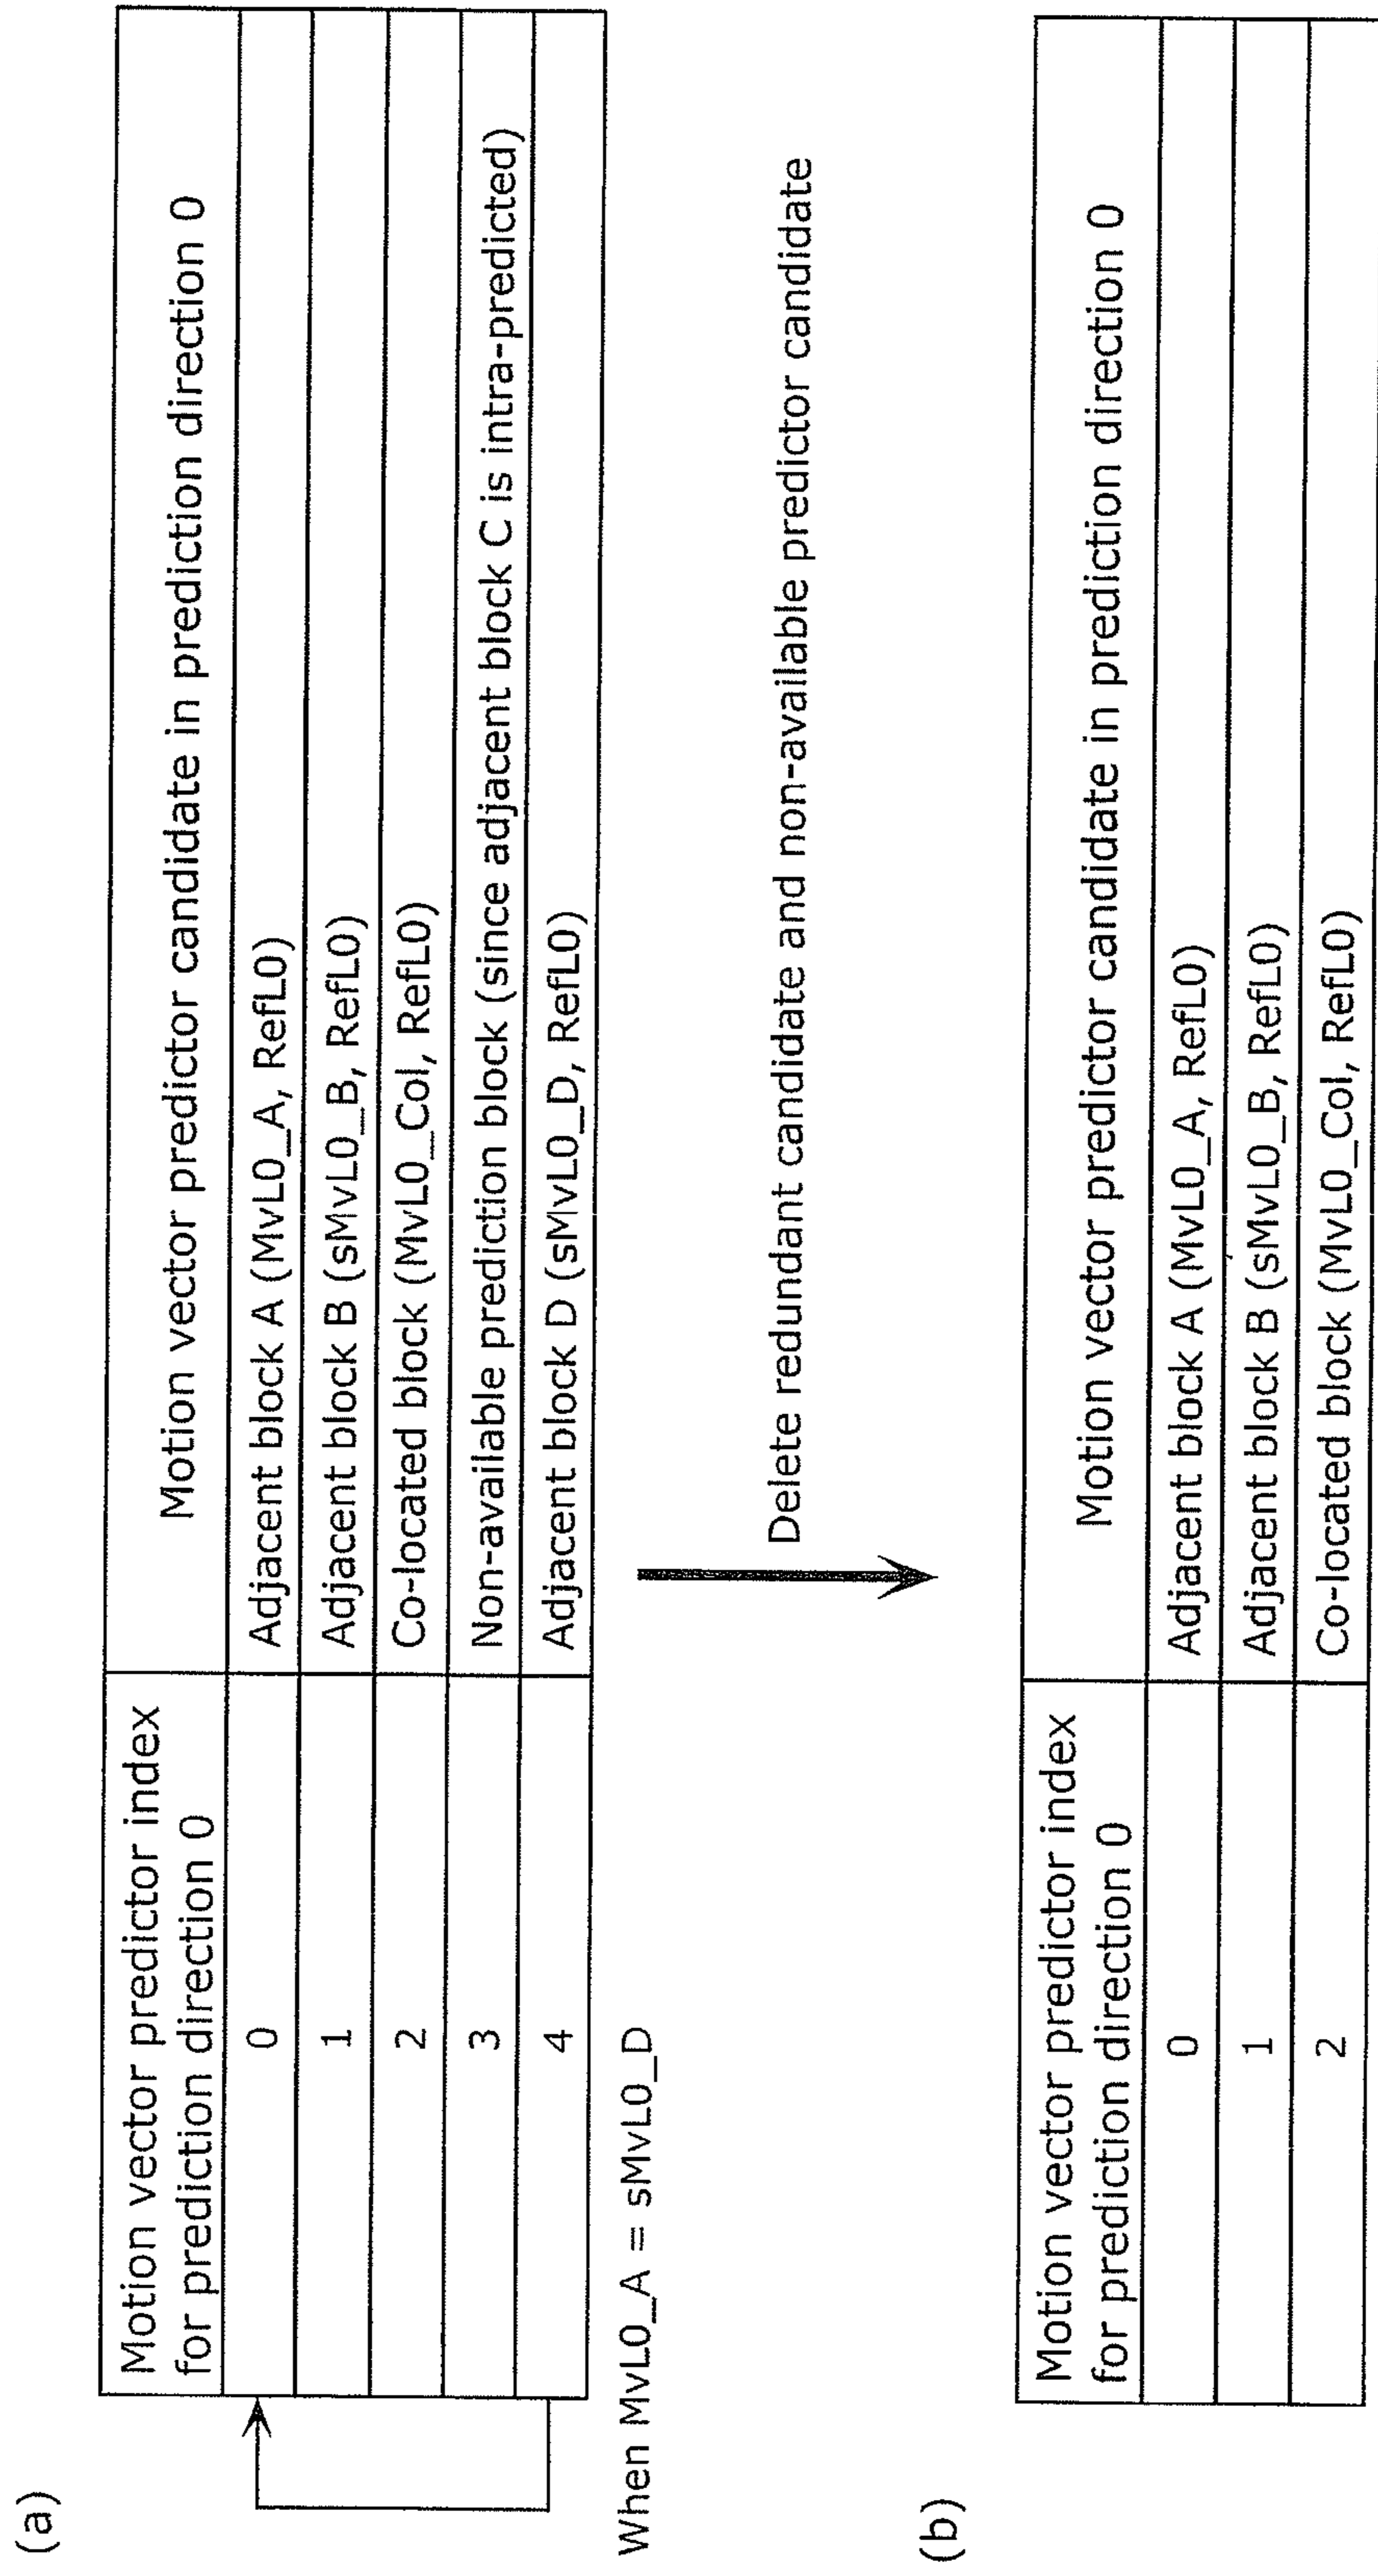 (a)
Motion vector predictor index
for prediction direction 0
Motion vector predictor candidate in prediction direction 0
0
Adjacent block A (MvL0_A, RefL0)
1
Adjacent block B (sMvL0_B, RefL0)
2
Co-located block (MvL0_Col, RefL0)
3
Non-available prediction block (since adjacent block C is intra-predicted)
4
Adjacent block D (sMvL0_D, RefL0)
When MvL0_A = sMvL0_D
Delete redundant candidate and non-available predictor candidate
(b)
Motion vector predictor index
for prediction direction 0
Motion vector predictor candidate in prediction direction 0
0
Adjacent block A (MvL0_A, RefL0)
1
Adjacent block B (sMvL0_B, RefL0)
2
Co-located block (MvL0_Col, RefL0)